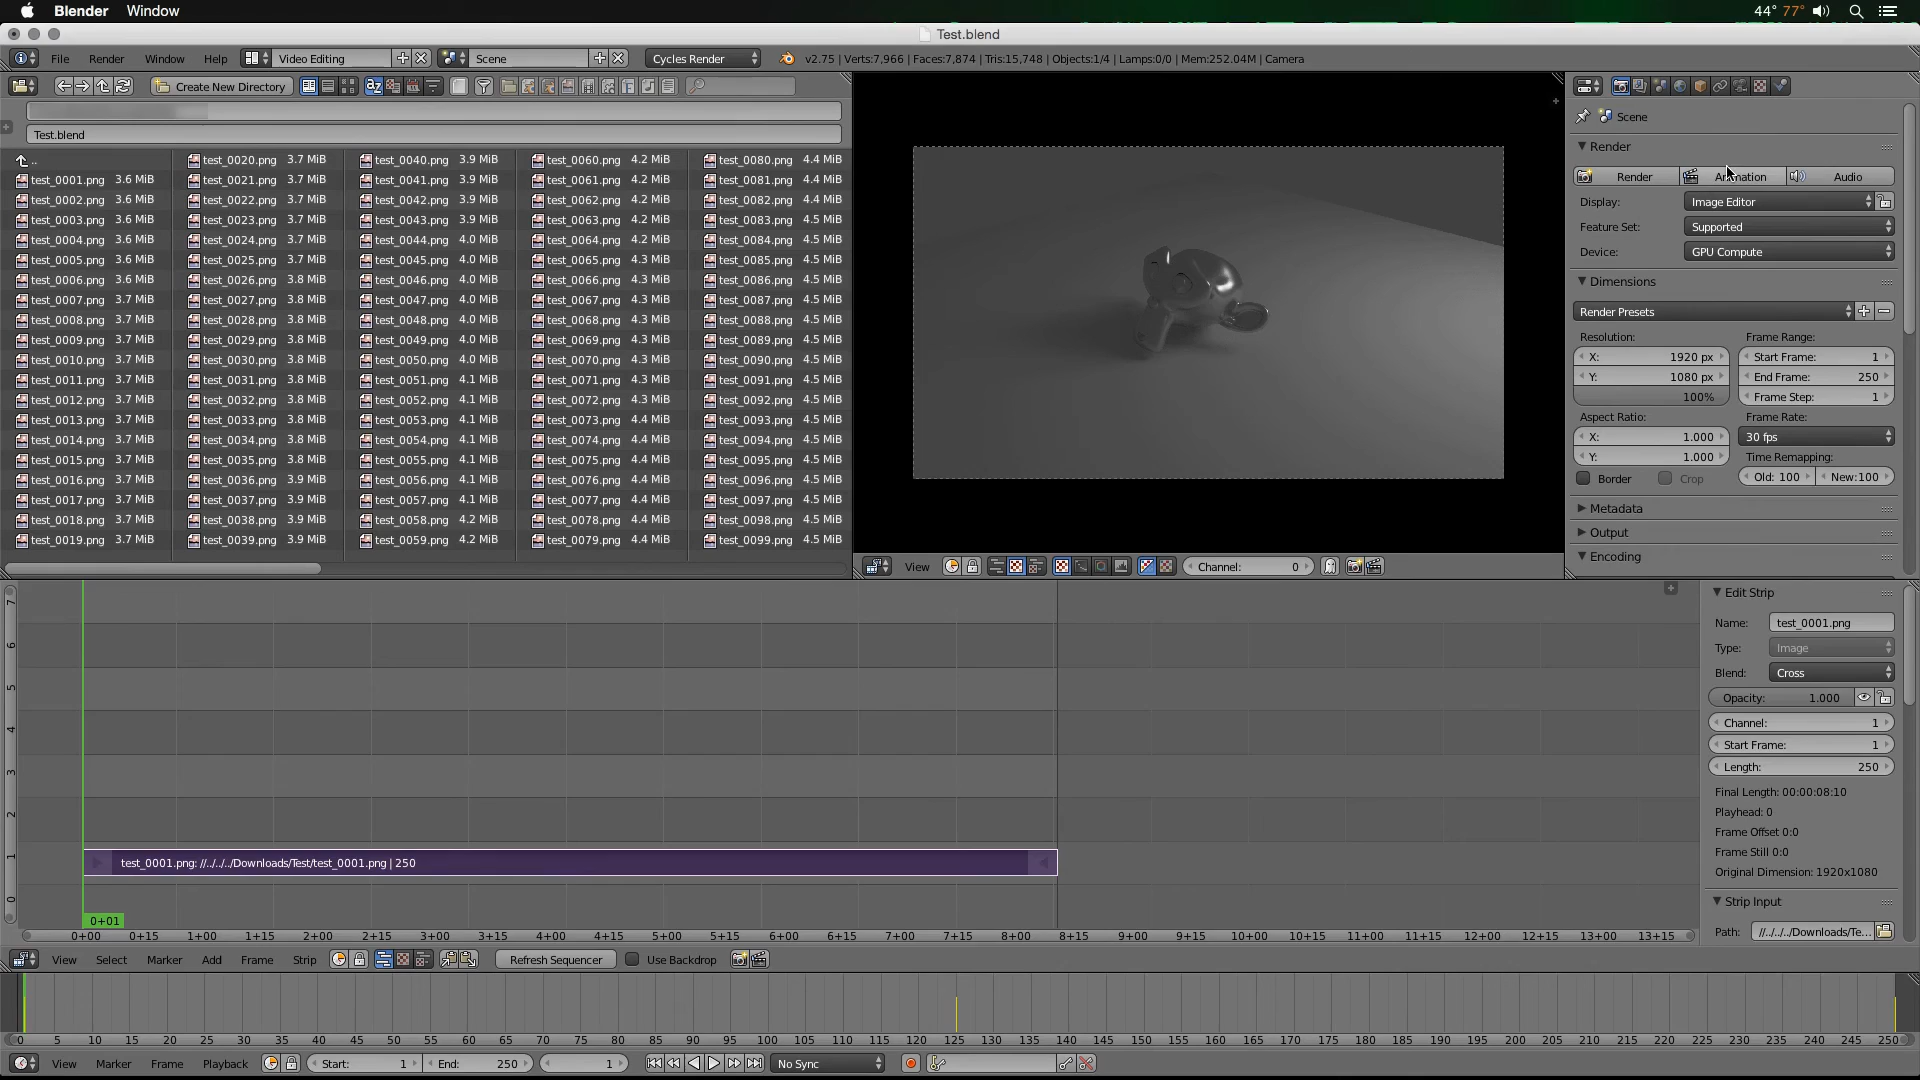 Blender Window 44° 77°
Test.blend
File Render Window Help Video Editing Scene Cycles Render v2.75 | Verts:7,966 | Faces:7,874 | Tris:15,748 | Objects:1/4 | Lamps:0/0 | Mem:252.04M | Camera
Create New Directory
Test.blend
..
test_0001.png 3.6 MiB
test_0002.png 3.6 MiB
test_0003.png 3.6 MiB
test_0004.png 3.6 MiB
test_0005.png 3.6 MiB
test_0006.png 3.6 MiB
test_0007.png 3.7 MiB
test_0008.png 3.7 MiB
test_0009.png 3.7 MiB
test_0010.png 3.7 MiB
test_0011.png 3.7 MiB
test_0012.png 3.7 MiB
test_0013.png 3.7 MiB
test_0014.png 3.7 MiB
test_0015.png 3.7 MiB
test_0016.png 3.7 MiB
test_0017.png 3.7 MiB
test_0018.png 3.7 MiB
test_0019.png 3.7 MiB
test_0020.png 3.7 MiB
test_0021.png 3.7 MiB
test_0022.png 3.7 MiB
test_0023.png 3.7 MiB
test_0024.png 3.7 MiB
test_0025.png 3.7 MiB
test_0026.png 3.8 MiB
test_0027.png 3.8 MiB
test_0028.png 3.8 MiB
test_0029.png 3.8 MiB
test_0030.png 3.8 MiB
test_0031.png 3.8 MiB
test_0032.png 3.8 MiB
test_0033.png 3.8 MiB
test_0034.png 3.8 MiB
test_0035.png 3.8 MiB
test_0036.png 3.9 MiB
test_0037.png 3.9 MiB
test_0038.png 3.9 MiB
test_0039.png 3.9 MiB
test_0040.png 3.9 MiB
test_0041.png 3.9 MiB
test_0042.png 3.9 MiB
test_0043.png 3.9 MiB
test_0044.png 4.0 MiB
test_0045.png 4.0 MiB
test_0046.png 4.0 MiB
test_0047.png 4.0 MiB
test_0048.png 4.0 MiB
test_0049.png 4.0 MiB
test_0050.png 4.0 MiB
test_0051.png 4.1 MiB
test_0052.png 4.1 MiB
test_0053.png 4.1 MiB
test_0054.png 4.1 MiB
test_0055.png 4.1 MiB
test_0056.png 4.1 MiB
test_0057.png 4.1 MiB
test_0058.png 4.2 MiB
test_0059.png 4.2 MiB
test_0060.png 4.2 MiB
test_0061.png 4.2 MiB
test_0062.png 4.2 MiB
test_0063.png 4.2 MiB
test_0064.png 4.2 MiB
test_0065.png 4.3 MiB
test_0066.png 4.3 MiB
test_0067.png 4.3 MiB
test_0068.png 4.3 MiB
test_0069.png 4.3 MiB
test_0070.png 4.3 MiB
test_0071.png 4.3 MiB
test_0072.png 4.3 MiB
test_0073.png 4.4 MiB
test_0074.png 4.4 MiB
test_0075.png 4.4 MiB
test_0076.png 4.4 MiB
test_0077.png 4.4 MiB
test_0078.png 4.4 MiB
test_0079.png 4.4 MiB
test_0080.png 4.4 MiB
test_0081.png 4.4 MiB
test_0082.png 4.4 MiB
test_0083.png 4.5 MiB
test_0084.png 4.5 MiB
test_0085.png 4.5 MiB
test_0086.png 4.5 MiB
test_0087.png 4.5 MiB
test_0088.png 4.5 MiB
test_0089.png 4.5 MiB
test_0090.png 4.5 MiB
test_0091.png 4.5 MiB
test_0092.png 4.5 MiB
test_0093.png 4.5 MiB
test_0094.png 4.5 MiB
test_0095.png 4.5 MiB
test_0096.png 4.5 MiB
test_0097.png 4.5 MiB
test_0098.png 4.5 MiB
test_0099.png 4.5 MiB
View Channel: 0
Scene
Render
Render Animation Audio
Display: Image Editor
Feature Set: Supported
Device: GPU Compute
Dimensions
Render Presets
Resolution: Frame Range:
X: 1920 px Start Frame: 1
Y: 1080 px End Frame: 250
100% Frame Step: 1
Aspect Ratio: Frame Rate:
X: 1.000 30 fps
Y: 1.000 Time Remapping:
Border Crop Old: 100 New:100
Metadata
Output
Encoding
7
6
5
4
3
2
1
0
test_0001.png: //../../../Downloads/Test/test_0001.png | 250
0+01
0+00 0+15 1+00 1+15 2+00 2+15 3+00 3+15 4+00 4+15 5+00 5+15 6+00 6+15 7+00 7+15 8+00 8+15 9+00 9+15 10+00 10+15 11+00 11+15 12+00 12+15 13+00 13+15
Edit Strip
Name: test_0001.png
Type: Image
Blend: Cross
Opacity: 1.000
Channel: 1
Start Frame: 1
Length: 250
Final Length: 00:00:08:10
Playhead: 0
Frame Offset 0:0
Frame Still 0:0
Original Dimension: 1920x1080
Strip Input
Path: //../../../Downloads/Te...
View Select Marker Add Frame Strip Refresh Sequencer Use Backdrop
0 5 10 15 20 25 30 35 40 45 50 55 60 65 70 75 80 85 90 95 100 105 110 115 120 125 130 135 140 145 150 155 160 165 170 175 180 185 190 195 200 205 210 215 220 225 230 235 240 245 250
View Marker Frame Playback Start: 1 End: 250 1 No Sync